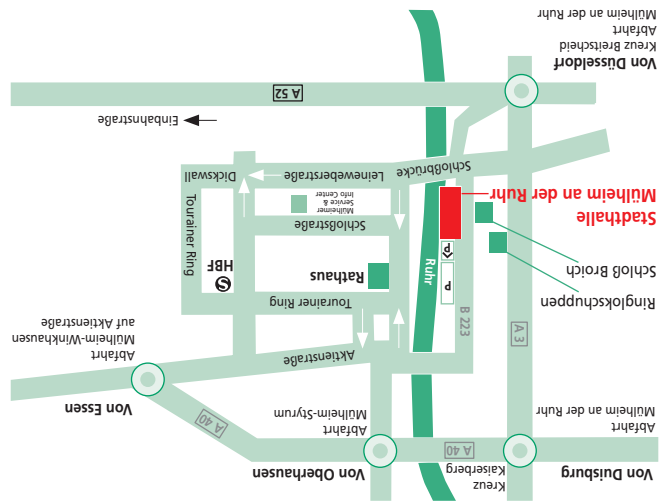 Von Duisburg
Abfahrt
Mülheim an der Ruhr
Kreuz
Kaiserberg
A 40
Von Oberhausen
Abfahrt
Mülheim-Styrum
A 40
Von Essen
Abfahrt
Mülheim-Winkhausen
auf Aktienstraße
A 3
B 223
Aktienstraße
Ringlokschuppen
Schloß Broich
P
P
Ruhr
Tourainer Ring
Rathaus
S
HBF
Tourainer Ring
Stadthalle
Mülheim an der Ruhr
Schloßstraße
Mülheimer
Service &
Info Center
Schloßbrücke
Leineweberstraße
Dickswall
Einbahnstraße
A 52
Von Düsseldorf
Kreuz Breitscheid
Abfahrt
Mülheim an der Ruhr